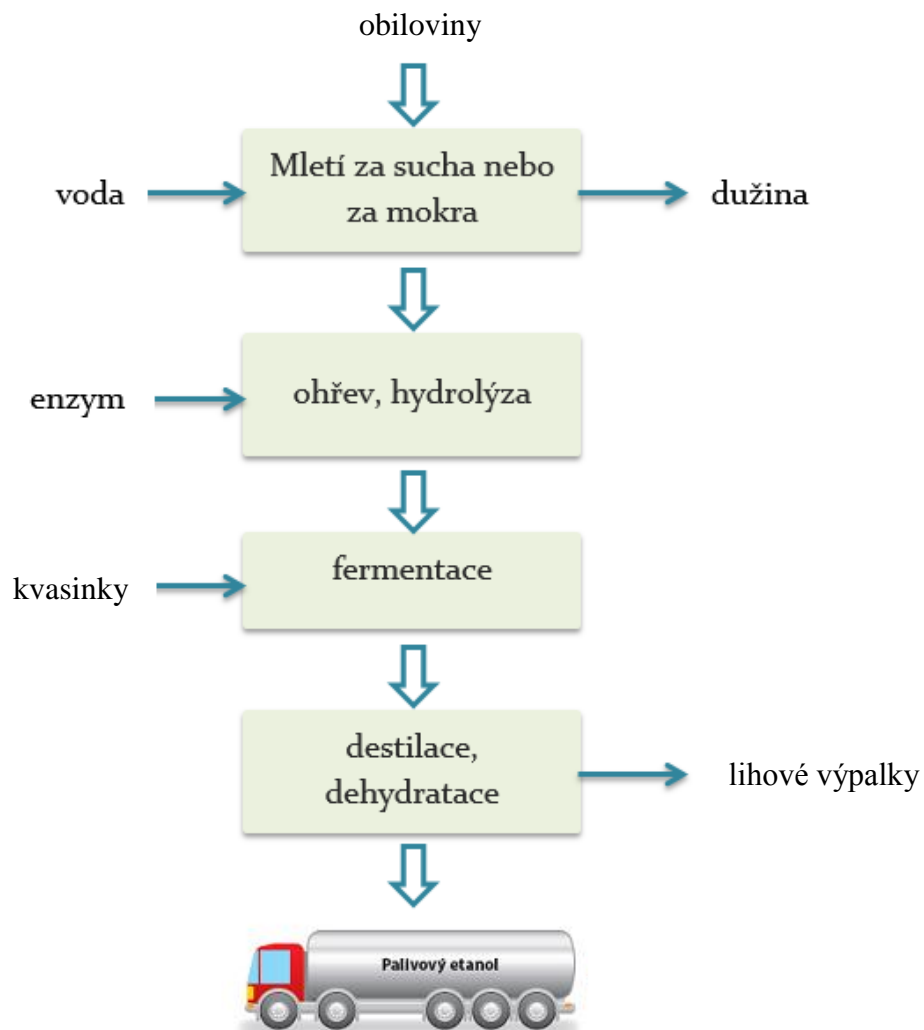 obiloviny
voda
Mletí za sucha nebo
za mokra
dužina
enzym
ohřev, hydrolýza
kvasinky
fermentace
destilace,
dehydratace
lihové výpalky
Palivový etanol